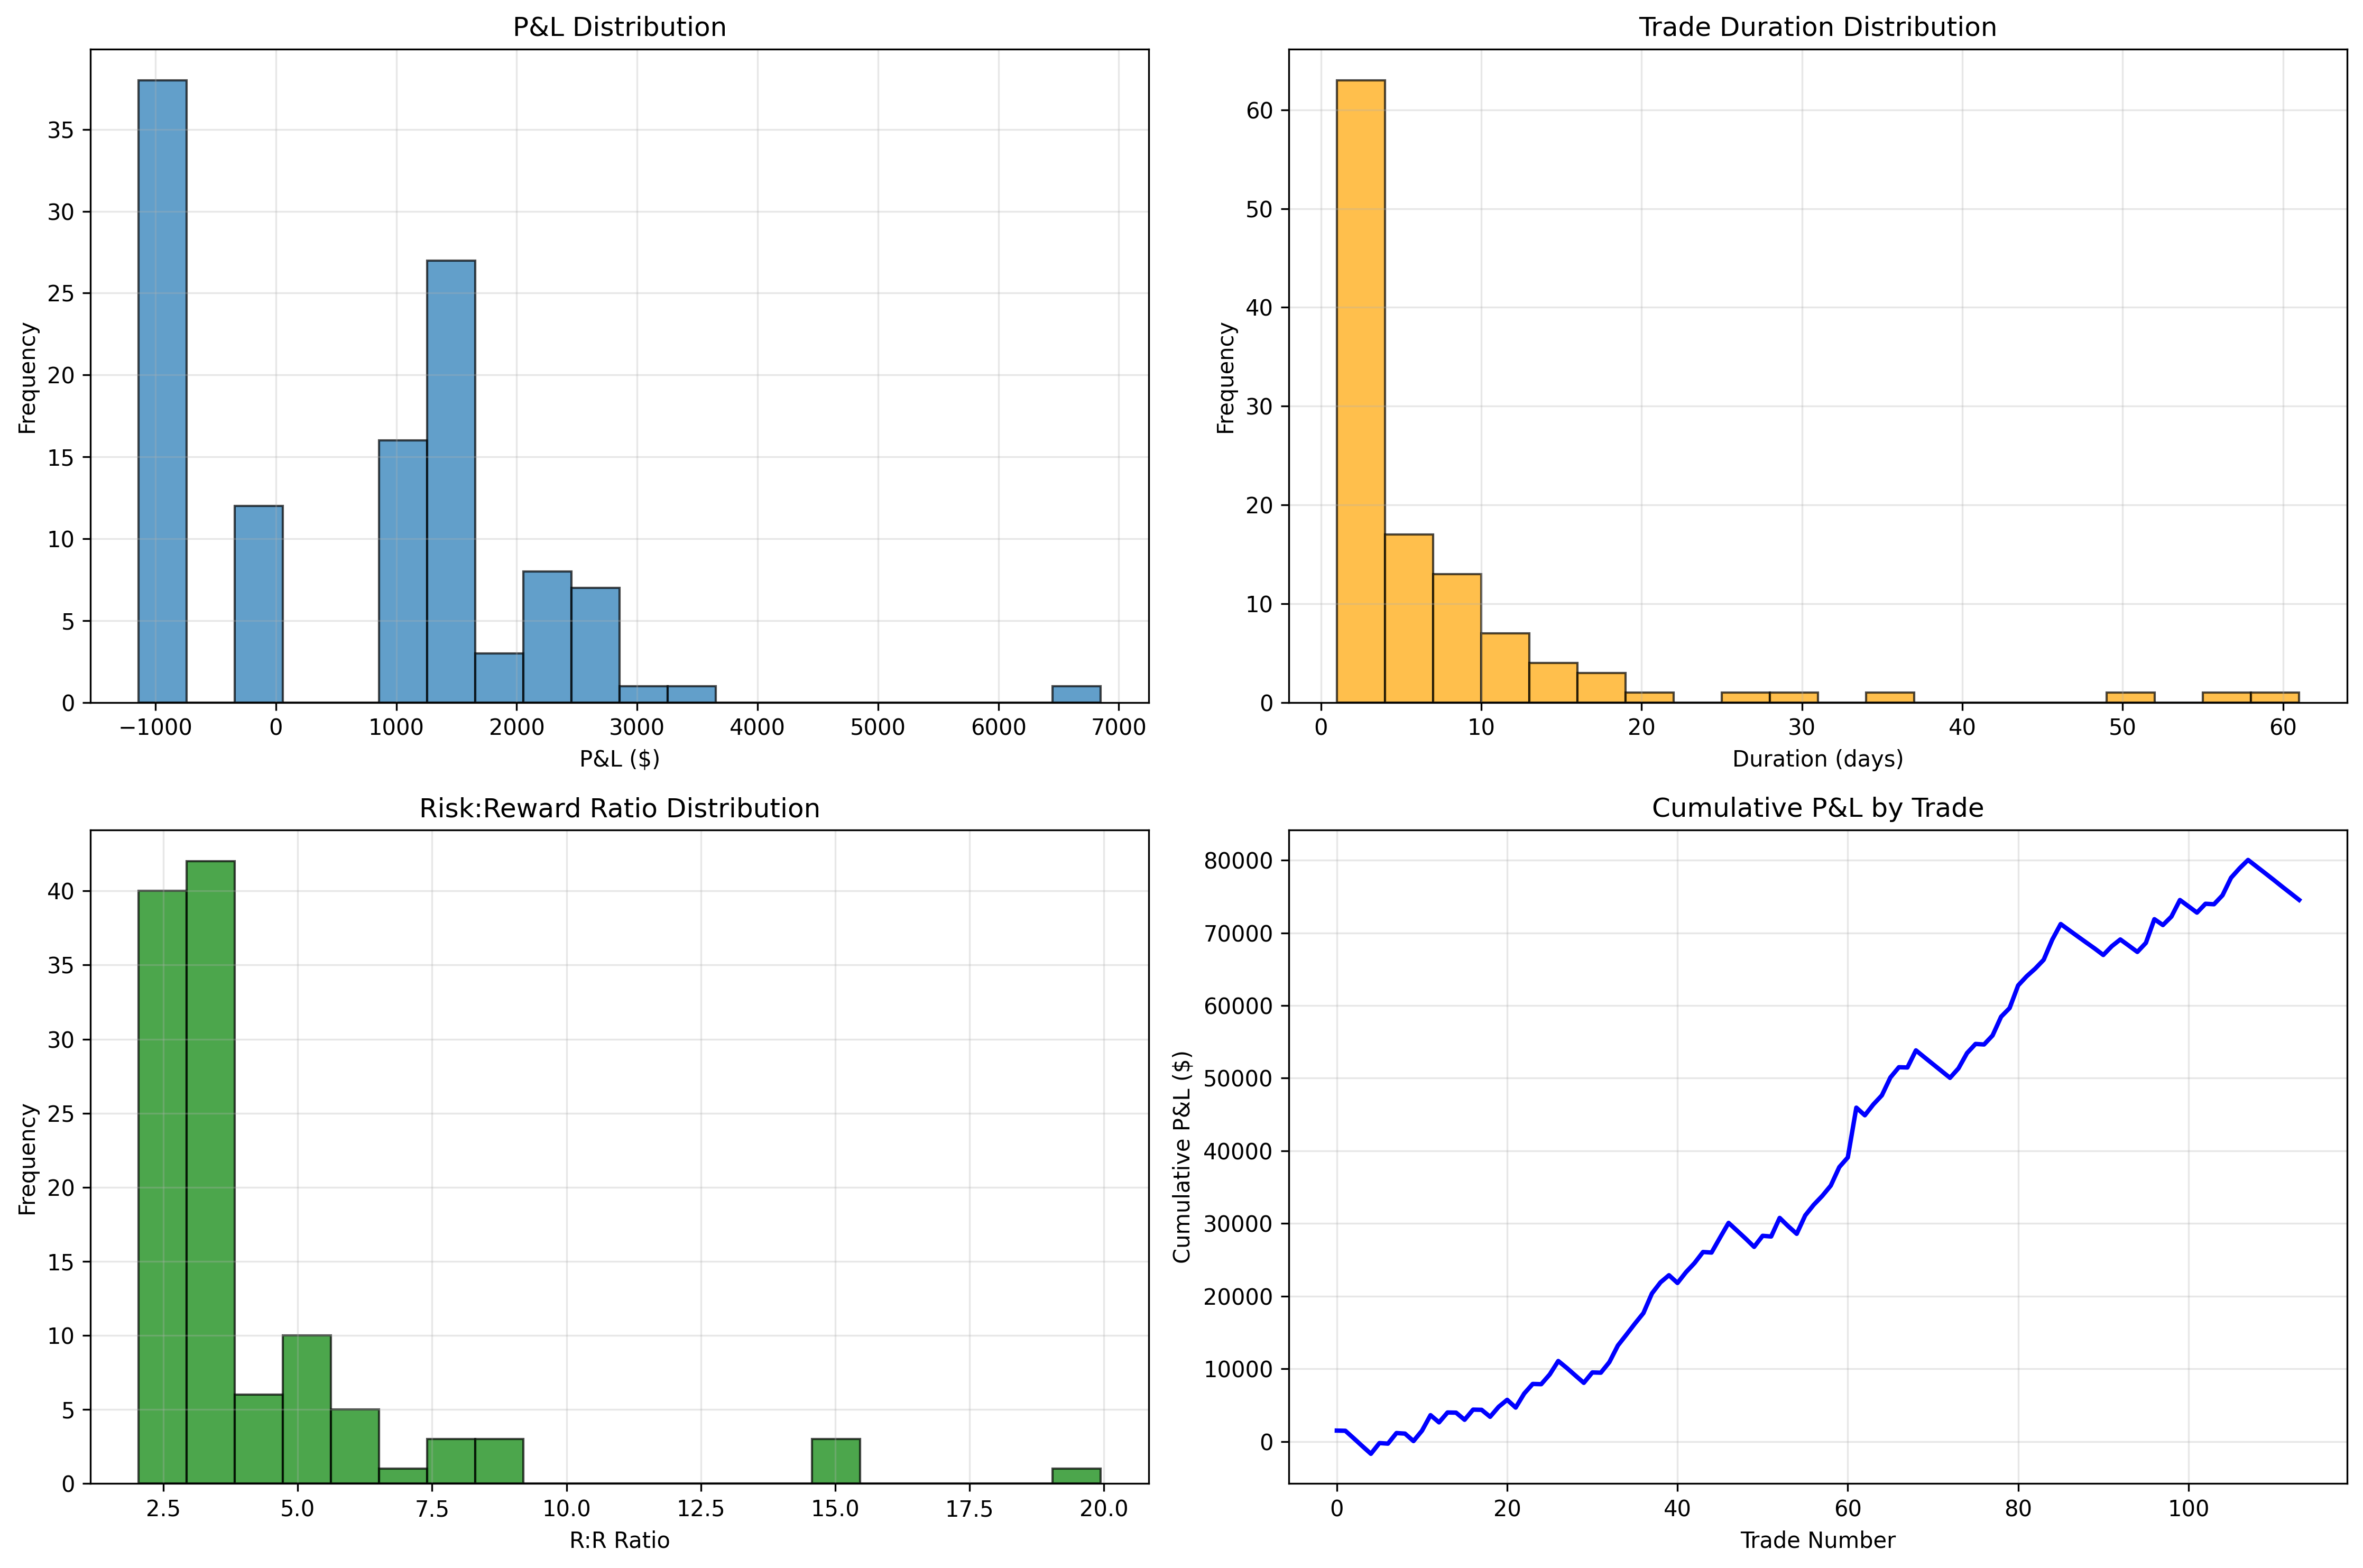 P&L Distribution
35
30
25
20
15
10
5
0
Frequency
−1000 0 1000 2000 3000 4000 5000 6000 7000
P&L ($)
Trade Duration Distribution
60
50
40
30
20
10
0
Frequency
0 10 20 30 40 50 60
Duration (days)
Risk:Reward Ratio Distribution
40
35
30
25
20
15
10
5
0
Frequency
2.5 5.0 7.5 10.0 12.5 15.0 17.5 20.0
R:R Ratio
Cumulative P&L by Trade
80000
70000
60000
50000
40000
30000
20000
10000
0
Cumulative P&L ($)
0 20 40 60 80 100
Trade Number